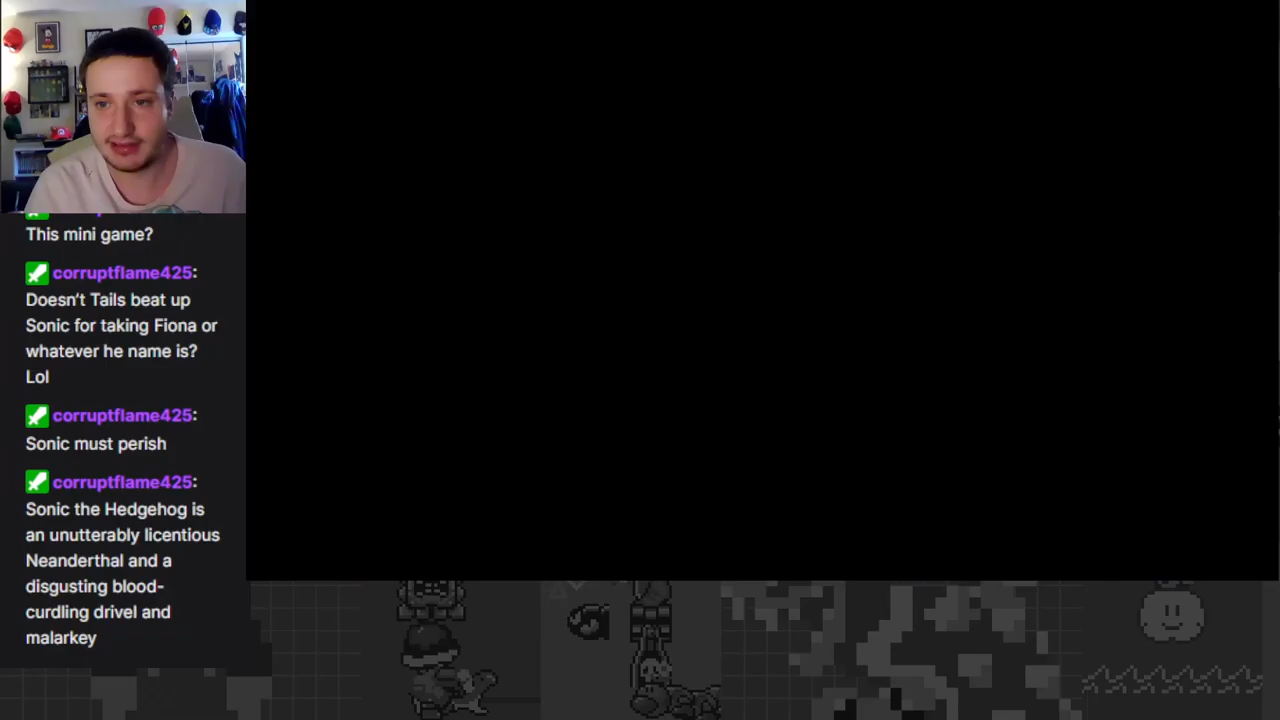 This mini game?
corruptflame425:
Doesn't Tails beat up
Sonic for taking Fiona or
whatever he name is?
Lol
corruptflame425:
Sonic must perish
corruptflame425:
Sonic the Hedgehog is
an unutterably licentious
Neanderthal and a
disgusting blood-
curdling drivel and
malarkey